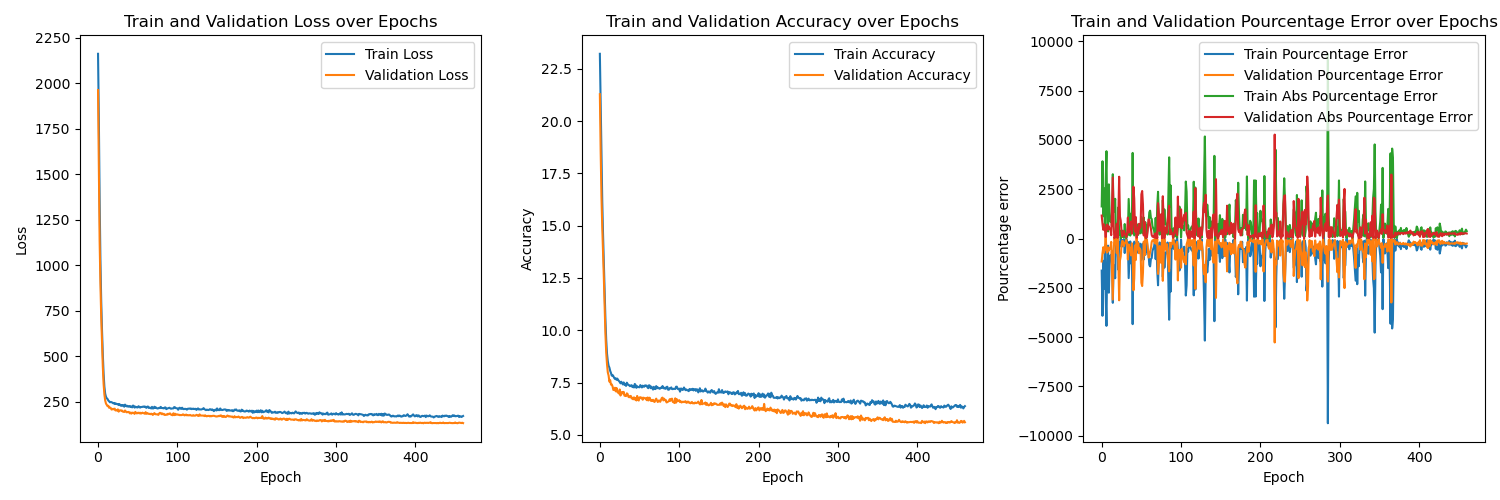 Train and Validation Loss over Epochs
Train Loss
Validation Loss
2250
2000
1750
1500
1250
1000
750
500
250
Loss
0
100
200
300
400
Epoch
Train and Validation Accuracy over Epochs
Train Accuracy
Validation Accuracy
22.5
20.0
17.5
15.0
12.5
10.0
7.5
5.0
Accuracy
0
100
200
300
400
Epoch
Train and Validation Pourcentage Error over Epochs
Train Pourcentage Error
Validation Pourcentage Error
Train Abs Pourcentage Error
Validation Abs Pourcentage Error
10000
7500
5000
2500
0
−2500
−5000
−7500
−10000
Pourcentage error
0
100
200
300
400
Epoch